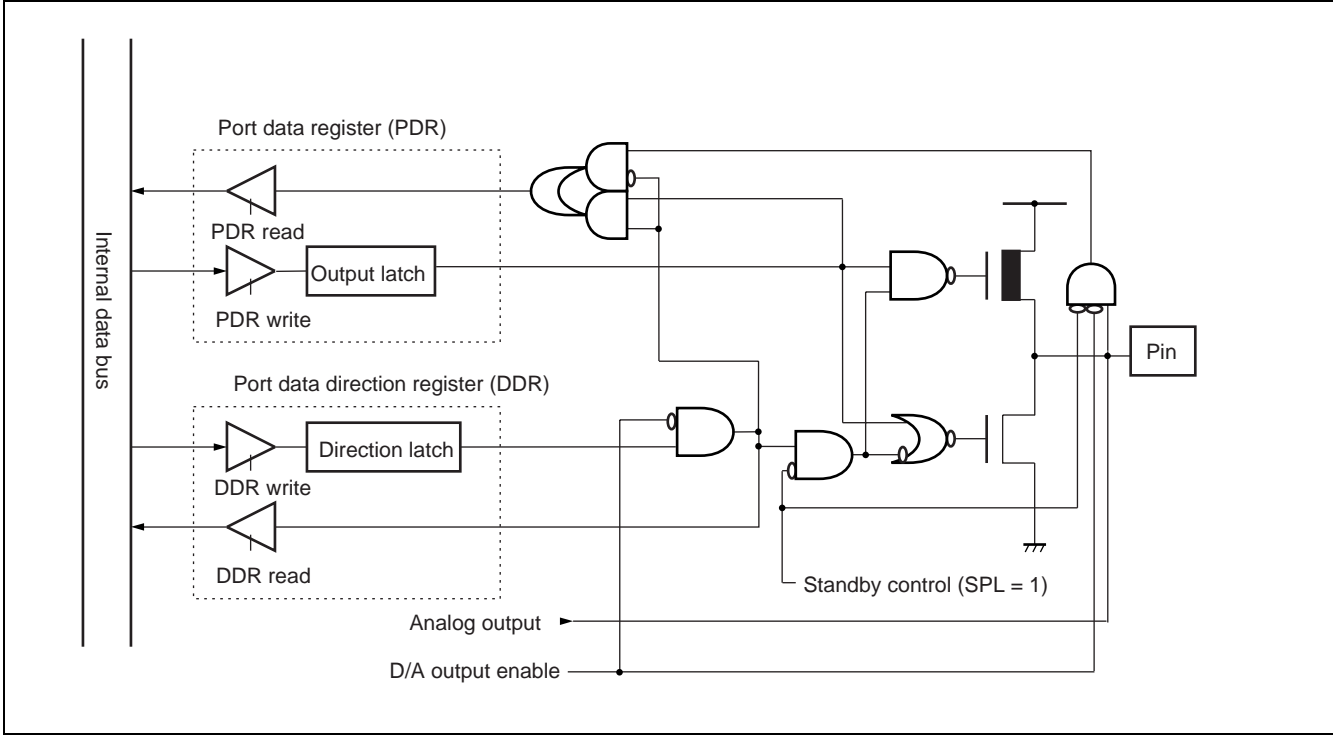 Port data register (PDR)
PDR read
Output latch
PDR write
Internal data bus
Pin
Port data direction register (DDR)
Direction latch
DDR write
DDR read
Standby control (SPL = 1)
Analog output
D/A output enable